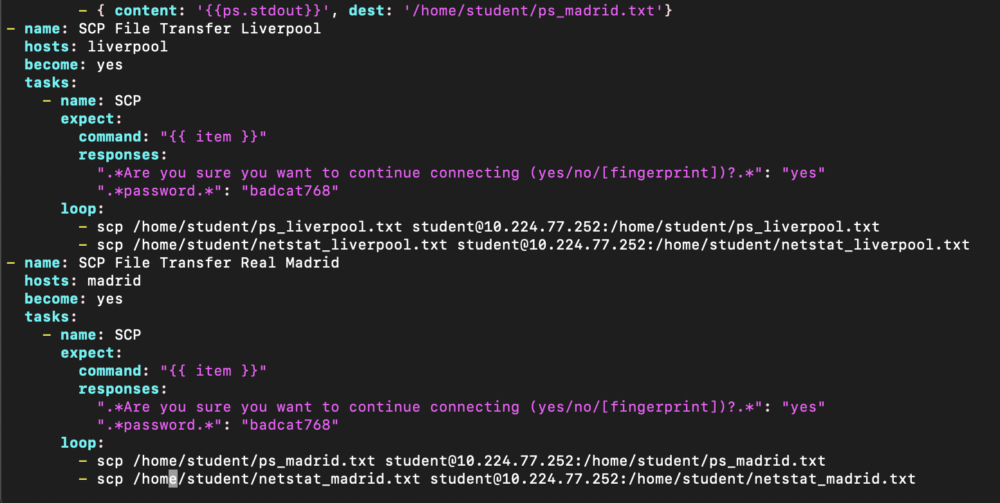 - { content: '{{ps.stdout}}', dest: '/home/student/ps_madrid.txt'}
- name: SCP File Transfer Liverpool
hosts: liverpool
become: yes
tasks:
- name: SCP
expect:
command: "{{ item }}"
responses:
".*Are you sure you want to continue connecting (yes/no/[fingerprint])?.*": "yes"
".*password.*": "badcat768"
loop:
- scp /home/student/ps_liverpool.txt student@10.224.77.252:/home/student/ps_liverpool.txt
- scp /home/student/netstat_liverpool.txt student@10.224.77.252:/home/student/netstat_liverpool.txt
- name: SCP File Transfer Real Madrid
hosts: madrid
become: yes
tasks:
- name: SCP
expect:
command: "{{ item }}"
responses:
".*Are you sure you want to continue connecting (yes/no/[fingerprint])?.*": "yes"
".*password.*": "badcat768"
loop:
- scp /home/student/ps_madrid.txt student@10.224.77.252:/home/student/ps_madrid.txt
- scp /home/student/netstat_madrid.txt student@10.224.77.252:/home/student/netstat_madrid.txt